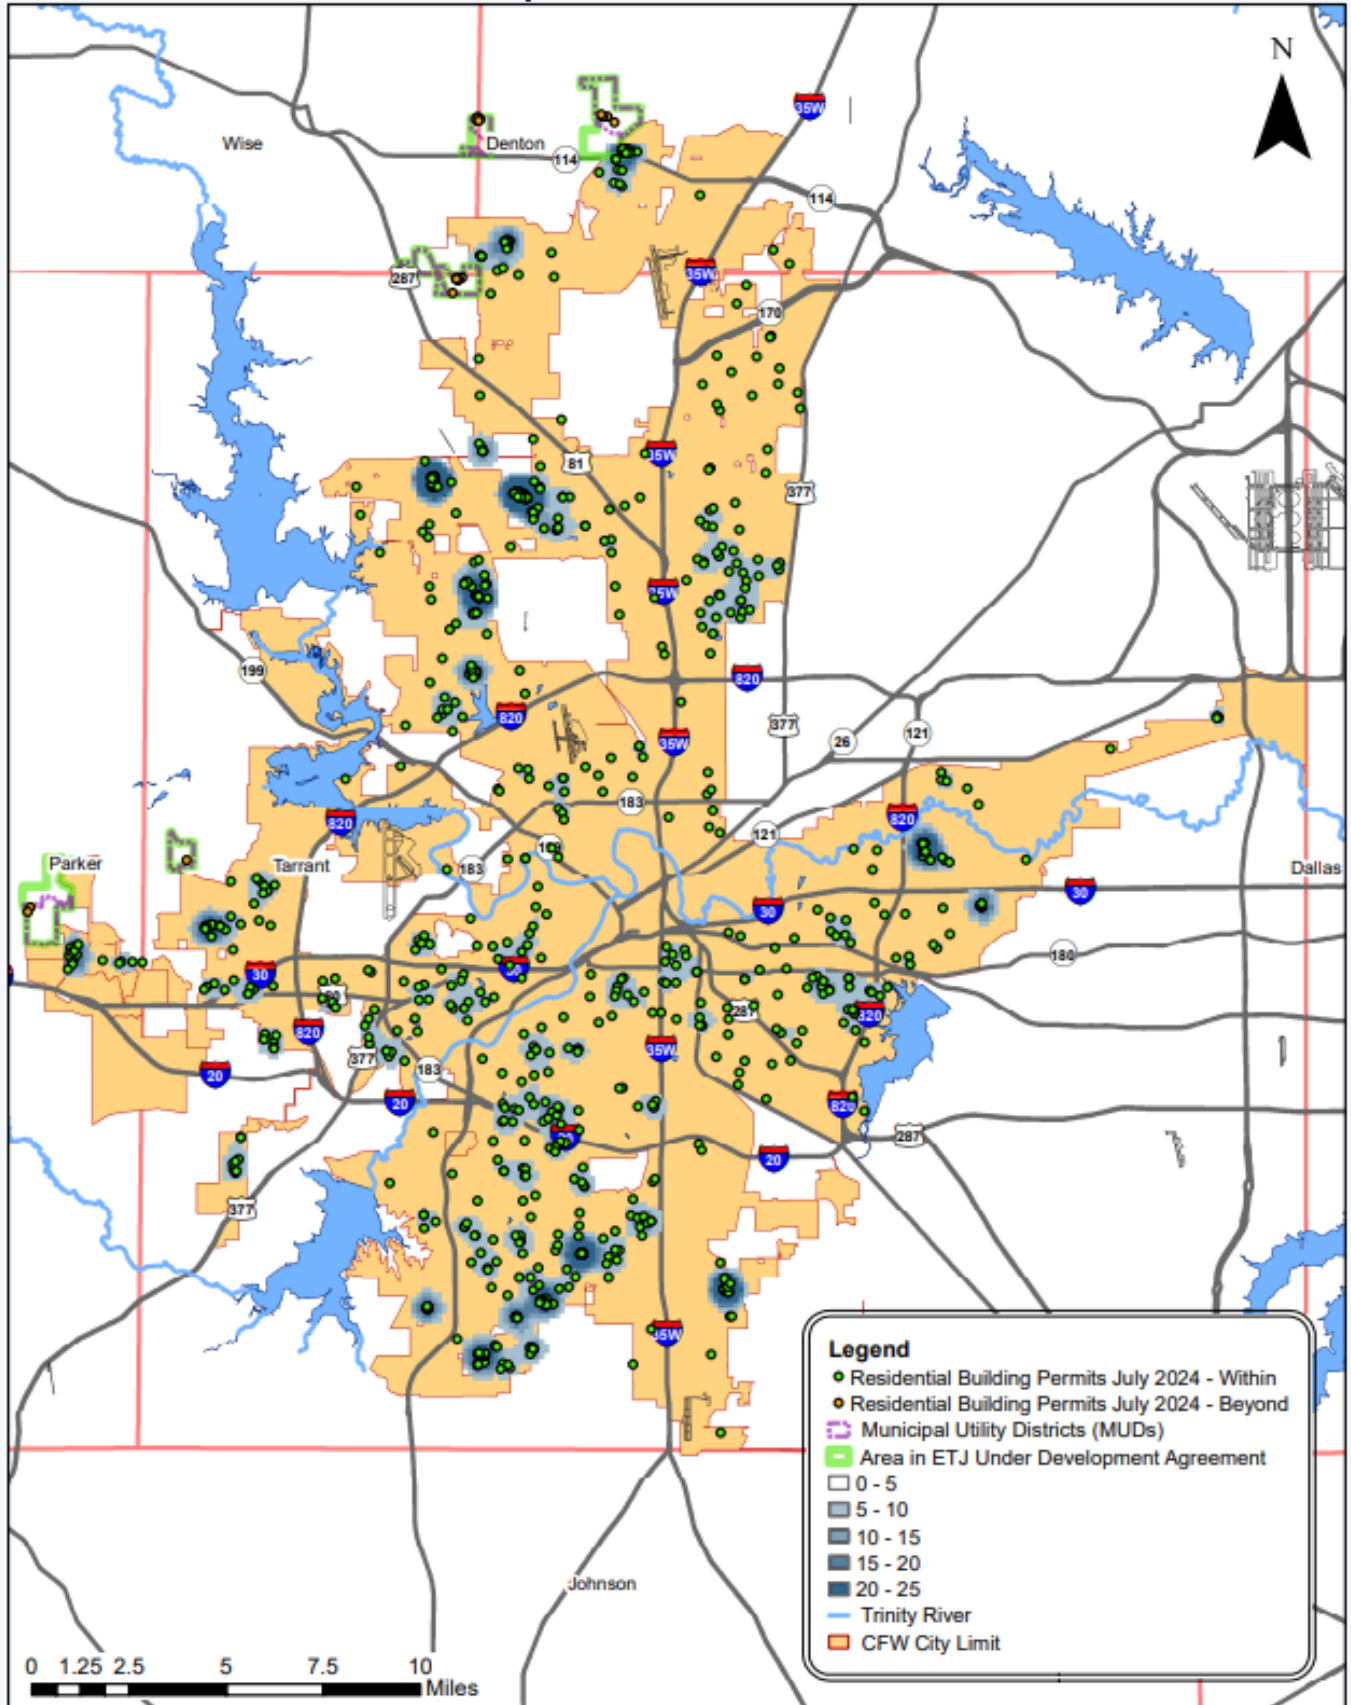 N
35W
Wise
Denton
114
114
287
35W
170
35W
81
377
35W
199
820
820
377
26
121
35W
183
820
820
121
183
Parker
Tarrant
Dallas
30
30
180
30
820
287
820
377
35W
183
20
20
820
287
20
377
35W
Legend
Residential Building Permits July 2024 - Within
Residential Building Permits July 2024 - Beyond
Municipal Utility Districts (MUDs)
Area in ETJ Under Development Agreement
0 - 5
5 - 10
10 - 15
15 - 20
20 - 25
Trinity River
CFW City Limit
Johnson
0 1.25 2.5 5 7.5 10
Miles